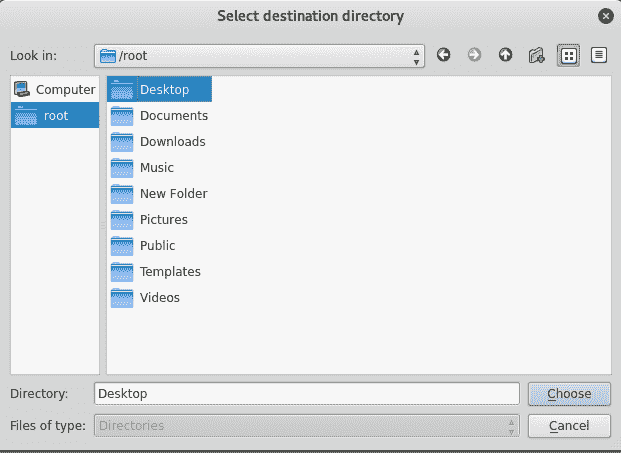 Select destination directory
Look in: /root
Computer
root
Desktop
Documents
Downloads
Music
New Folder
Pictures
Public
Templates
Videos
Directory: Desktop Choose
Files of type: Directories Cancel